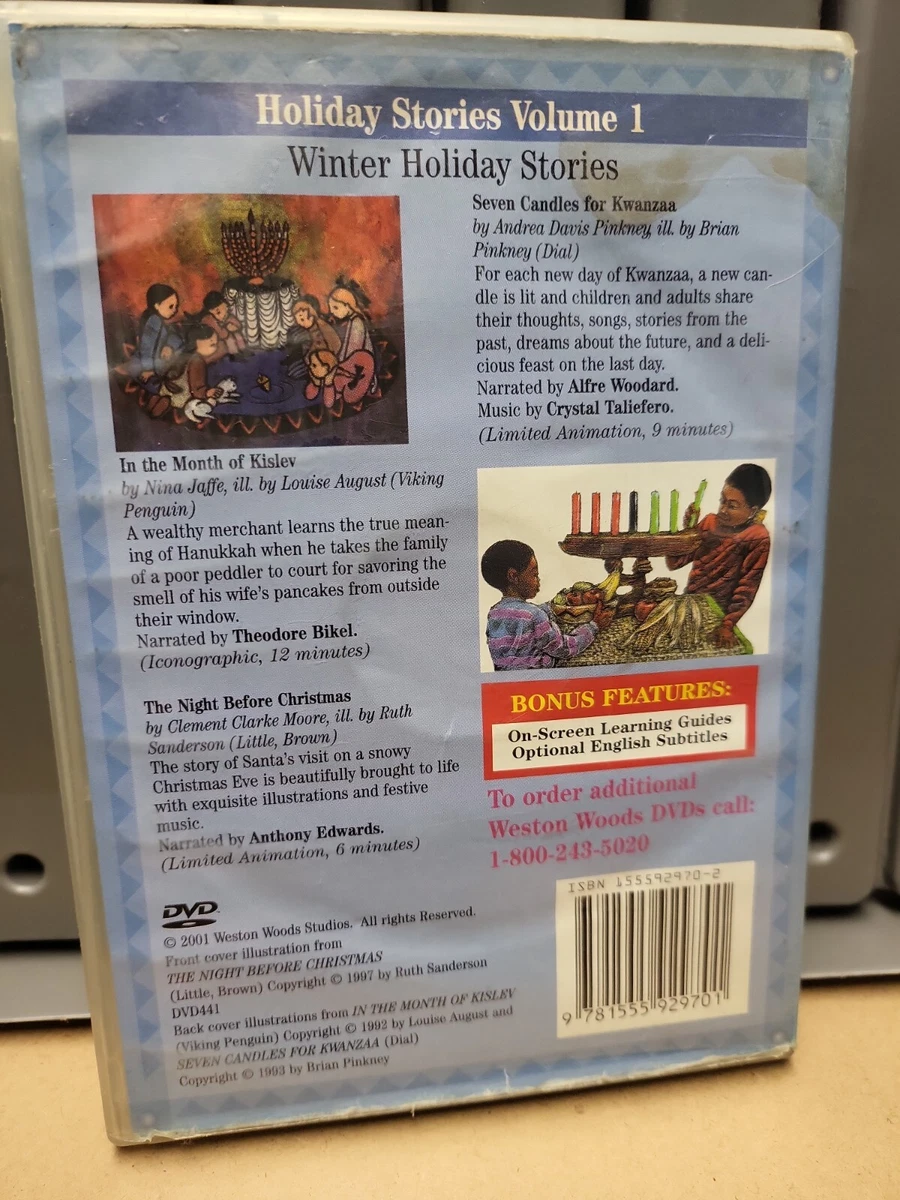 Holiday Stories Volume 1
Winter Holiday Stories
In the Month of Kislev
by Nina Jaffe, ill. by Louise August (Viking
Penguin)
A wealthy merchant learns the true mean-
ing of Hanukkah when he takes the family
of a poor peddler to court for savoring the
smell of his wife's pancakes from outside
their window.
Narrated by Theodore Bikel.
(Iconographic, 12 minutes)
The Night Before Christmas
by Clement Clarke Moore, ill. by Ruth
Sanderson (Little, Brown)
The story of Santa's visit on a snowy
Christmas Eve is beautifully brought to life
with exquisite illustrations and festive
music.
Narrated by Anthony Edwards.
(Limited Animation, 6 minutes)
Seven Candles for Kwanzaa
by Andrea Davis Pinkney, ill. by Brian
Pinkney (Dial)
For each new day of Kwanzaa, a new can-
dle is lit and children and adults share
their thoughts, songs, stories from the
past, dreams about the future, and a deli-
cious feast on the last day.
Narrated by Alfre Woodard.
Music by Crystal Taliefero.
(Limited Animation, 9 minutes)
BONUS FEATURES:
On-Screen Learning Guides
Optional English Subtitles
To order additional
Weston Woods DVDs call:
1-800-243-5020
DVD
© 2001 Weston Woods Studios. All rights Reserved.
Front cover illustration from
THE NIGHT BEFORE CHRISTMAS
(Little, Brown) Copyright © 1997 by Ruth Sanderson
DVD441
Back cover illustrations from IN THE MONTH OF KISLEV
(Viking Penguin) Copyright © 1992 by Louise August and
SEVEN CANDLES FOR KWANZAA (Dial)
Copyright © 1993 by Brian Pinkney
ISBN 155592970-2
9 781555 929701